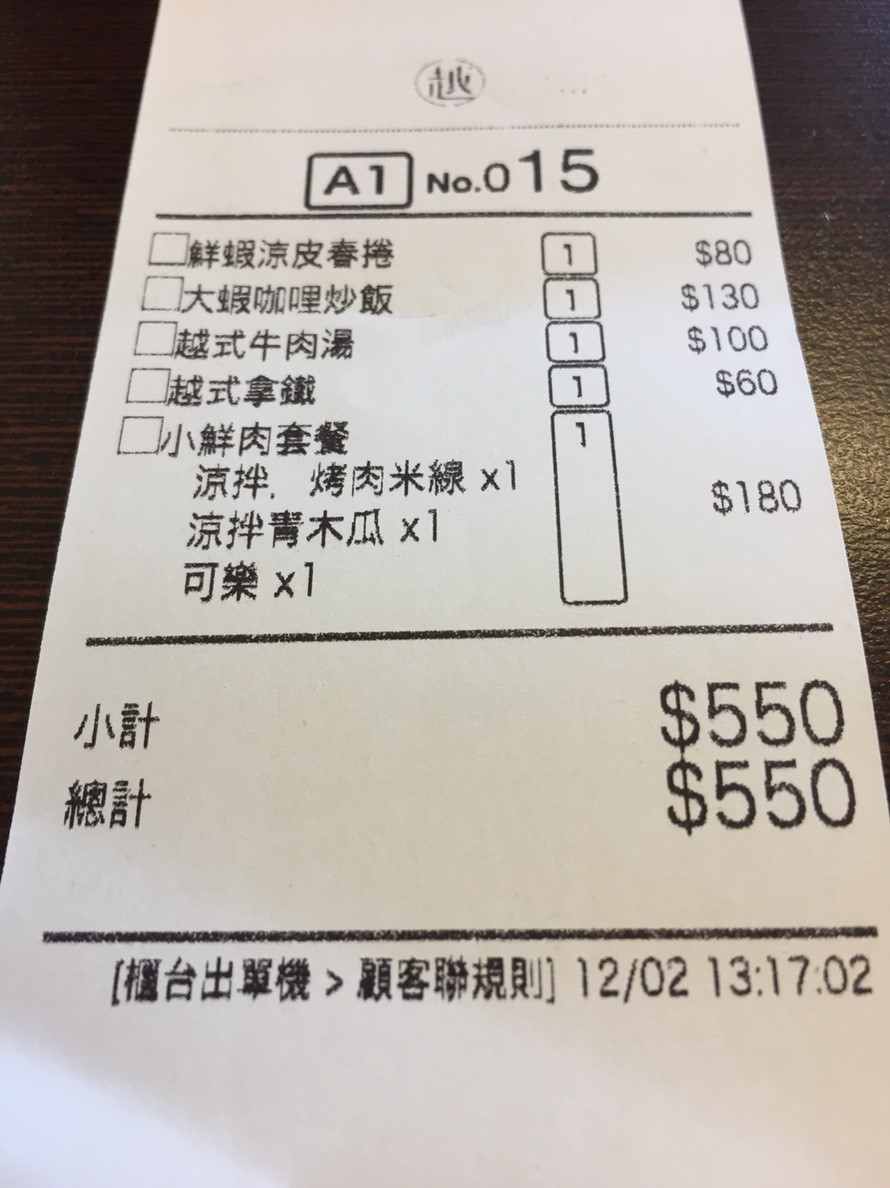 越
A1 No.015
鮮蝦涼皮春捲 1 $80
大蝦咖哩炒飯 1 $130
越式牛肉湯 1 $100
越式拿鐵 1 $60
小鮮肉套餐 1
涼拌. 烤肉米線 x1
涼拌青木瓜 x1
可樂 x1
$180
小計 $550
總計 $550
[櫃台出單機 > 顧客聯規則] 12/02 13:17:02